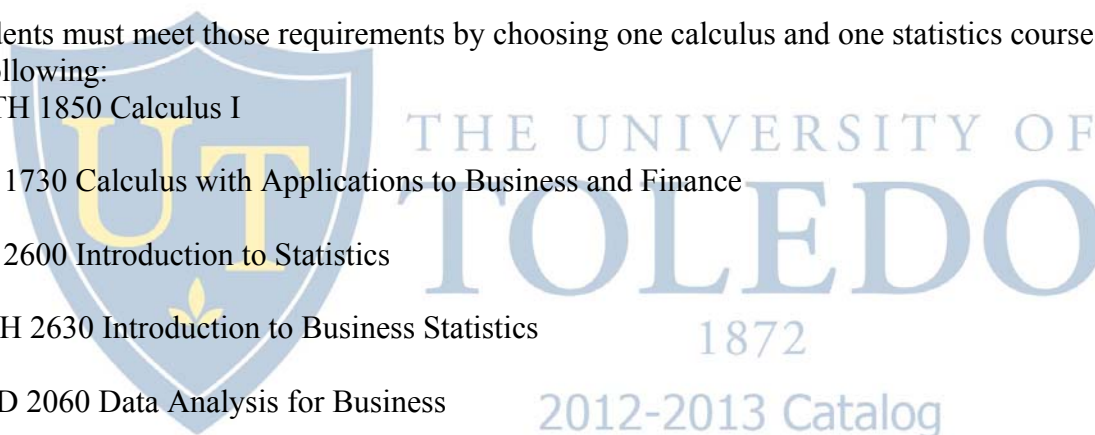 dents must meet those requirements by choosing one calculus and one statistics course
ollowing:
TH 1850 Calculus I
1730 Calculus with Applications to Business and Finance
2600 Introduction to Statistics
H 2630 Introduction to Business Statistics
D 2060 Data Analysis for Business
UT
THE UNIVERSITY OF
TOLEDO
1872
2012-2013 Catalog